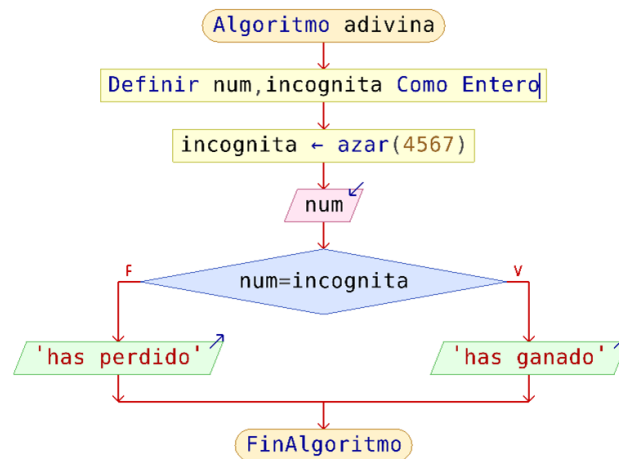 Algoritmo adivina
Definir num,incognita Como Entero
incognita ← azar(4567)
num
F
num=incognita
V
'has perdido'
'has ganado'
FinAlgoritmo